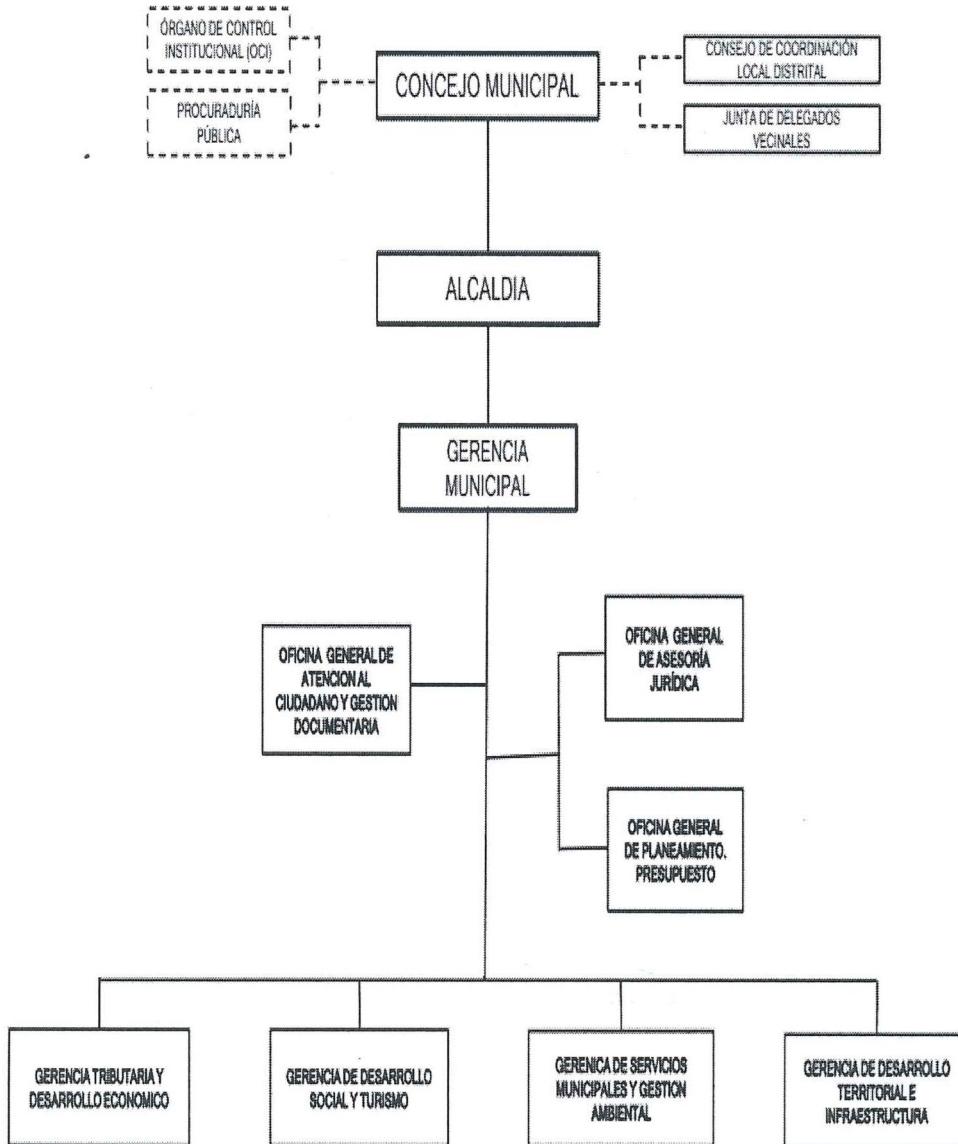 ÓRGANO DE CONTROL
INSTITUCIONAL (OCI)
PROCURADURÍA
PÚBLICA
CONCEJO MUNICIPAL
CONSEJO DE COORDINACIÓN
LOCAL DISTRITAL
JUNTA DE DELEGADOS
VECINALES
ALCALDIA
GERENCIA
MUNICIPAL
OFICINA GENERAL DE
ATENCION AL
CIUDADANO Y GESTION
DOCUMENTARIA
OFICINA GENERAL
DE ASESORÍA
JURÍDICA
OFICINA GENERAL
DE PLANEAMIENTO.
PRESUPUESTO
GERENCIA TRIBUTARIA Y
DESARROLLO ECONOMICO
GERENCIA DE DESARROLLO
SOCIAL Y TURISMO
GERENICA DE SERVICIOS
MUNICIPALES Y GESTION
AMBIENTAL
GERENCIA DE DESARROLLO
TERRITORIAL E
INFRAESTRUCTURA